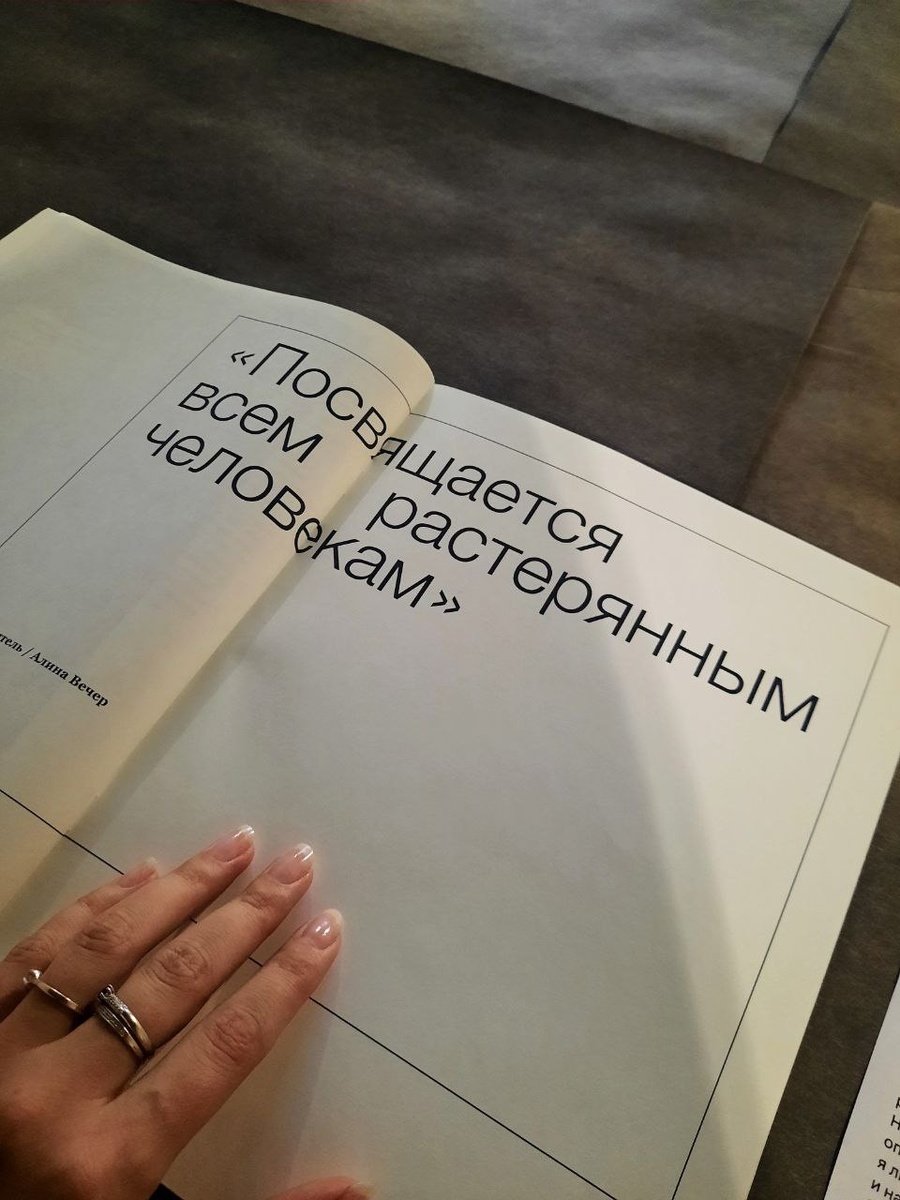 «Посвящается
всем растерянным
человекам»
/ Алина Вечер